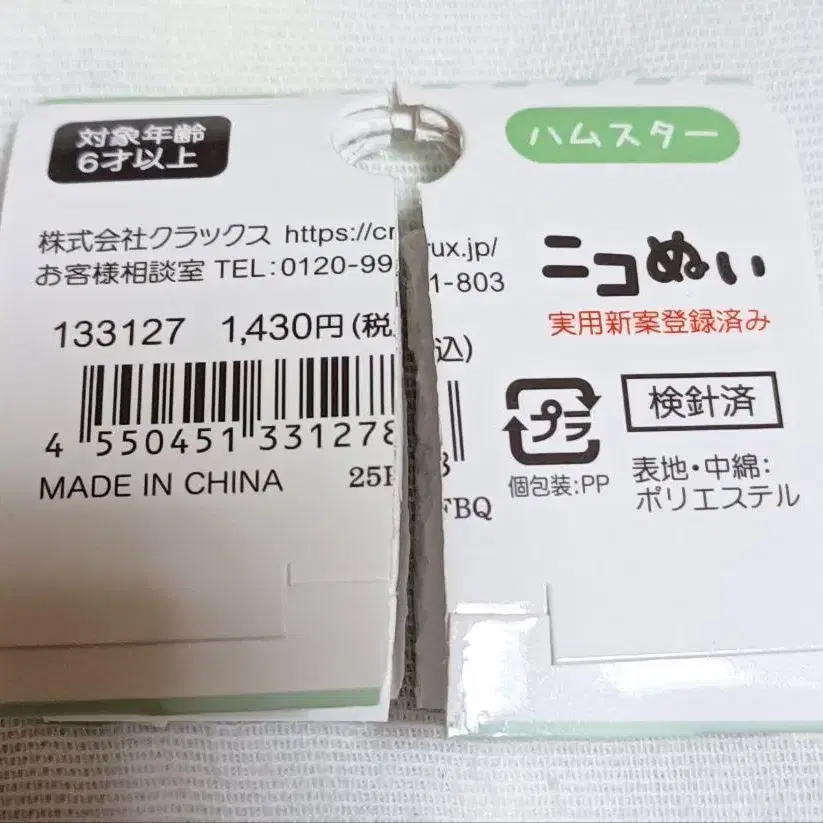 対象年齢
6才以上
株式会社クラックス https://cr ux.jp/
お客様相談室 TEL:0120-99 1-803
133127 1,430円(税込)
4 550451 331278
MADE IN CHINA 25F FBQ
ハムスター
ニコぬい
実用新案登録済み
プラ
個包装:PP
検針済
表地・中綿:
ポリエステル